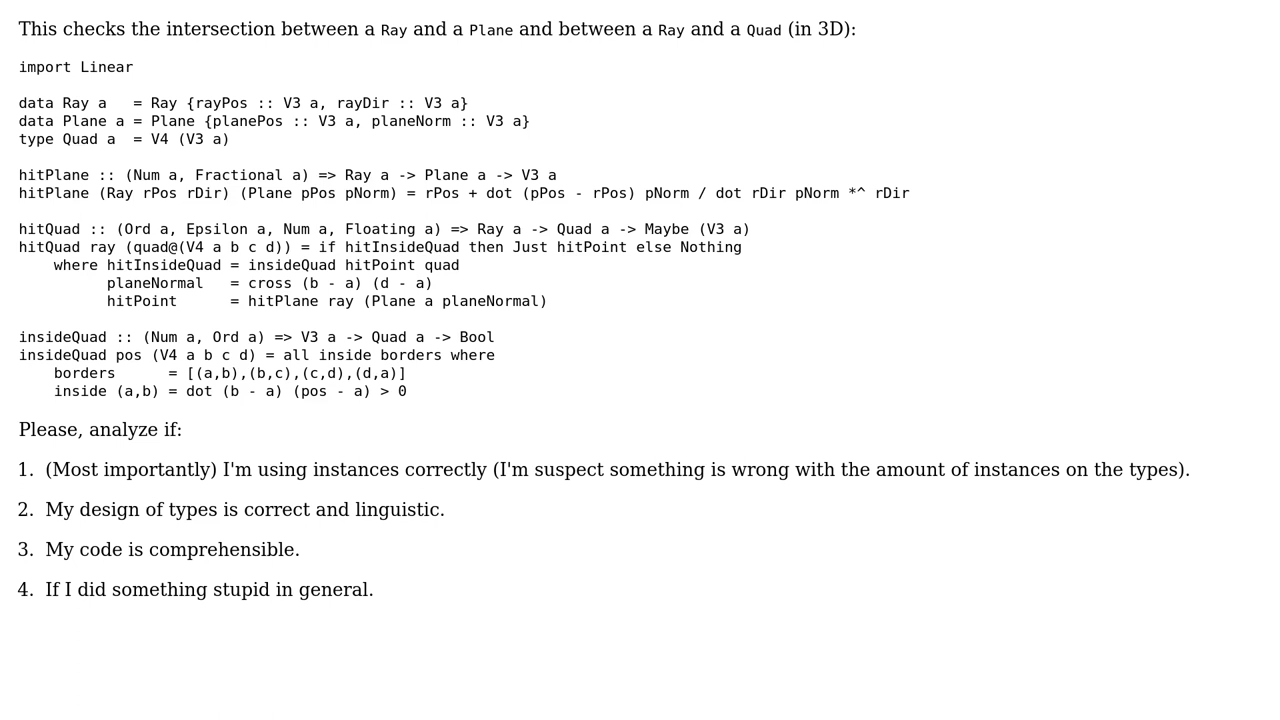 This checks the intersection between a Ray and a Plane and between a Ray and a Quad (in 3D):
import Linear
data Ray a   = Ray {rayPos :: V3 a, rayDir :: V3 a}
data Plane a = Plane {planePos :: V3 a, planeNorm :: V3 a}
type Quad a  = V4 (V3 a)
hitPlane :: (Num a, Fractional a) => Ray a -> Plane a -> V3 a
hitPlane (Ray rPos rDir) (Plane pPos pNorm) = rPos + dot (pPos - rPos) pNorm / dot rDir pNorm *^ rDir
hitQuad :: (Ord a, Epsilon a, Num a, Floating a) => Ray a -> Quad a -> Maybe (V3 a)
hitQuad ray (quad@(V4 a b c d)) = if hitInsideQuad then Just hitPoint else Nothing
    where hitInsideQuad = insideQuad hitPoint quad
          planeNormal   = cross (b - a) (d - a)
          hitPoint      = hitPlane ray (Plane a planeNormal)
insideQuad :: (Num a, Ord a) => V3 a -> Quad a -> Bool
insideQuad pos (V4 a b c d) = all inside borders where
    borders      = [(a,b),(b,c),(c,d),(d,a)]
    inside (a,b) = dot (b - a) (pos - a) > 0
Please, analyze if:
1. (Most importantly) I'm using instances correctly (I'm suspect something is wrong with the amount of instances on the types).
2. My design of types is correct and linguistic.
3. My code is comprehensible.
4. If I did something stupid in general.